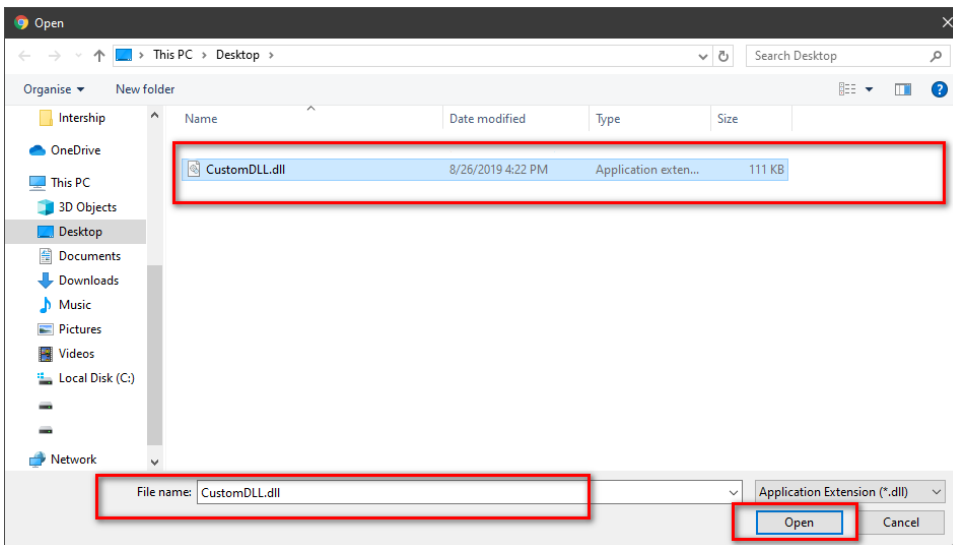 Open
This PC > Desktop >
Search Desktop
Organise
New folder
Name
Date modified
Type
Size
CustomDLL.dll
8/26/2019 4:22 PM
Application exten...
111 KB
Intership
OneDrive
This PC
3D Objects
Desktop
Documents
Downloads
Music
Pictures
Videos
Local Disk (C:)
Network
File name: CustomDLL.dll
Application Extension (*.dll)
Open
Cancel